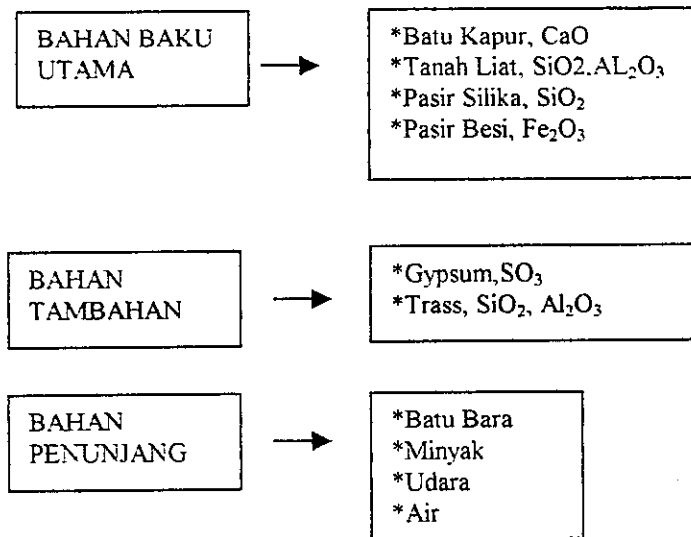 BAHAN BAKU
UTAMA
*Batu Kapur, CaO
*Tanah Liat, SiO2.AL₂O₃
*Pasir Silika, SiO₂
*Pasir Besi, Fe₂O₃
BAHAN
TAMBAHAN
*Gypsum,SO₃
*Trass, SiO₂, Al₂O₃
BAHAN
PENUNJANG
*Batu Bara
*Minyak
*Udara
*Air